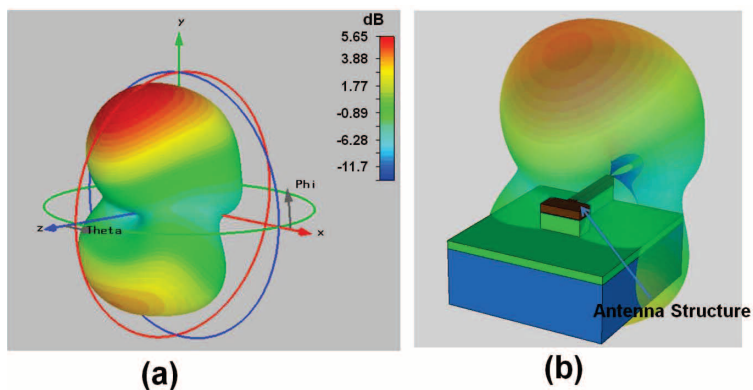 dB
5.65
3.88
1.77
-0.89
-6.28
-11.7
y
Phi
z
Theta
x
Antenna Structure
(a)
(b)